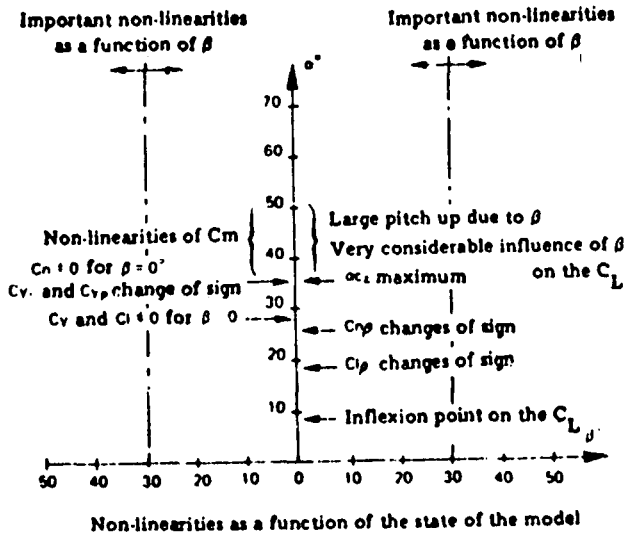 Important non-linearities
as a function of β
Important non-linearities
as a function of β
α°
70
60
50
40
30
20
10
Non-linearities of Cm
Cn ≠ 0 for β = 0°
and Cyp change of sign
Cy and Cl ≠ 0 for β 0
Large pitch up due to β
Very considerable influence of β
on the CL
maximum
Cnβ changes of sign
Clβ changes of sign
Inflexion point on the CL
β
50 40 30 20 10 0 10 20 30 40 50
Non-linearities as a function of the state of the model